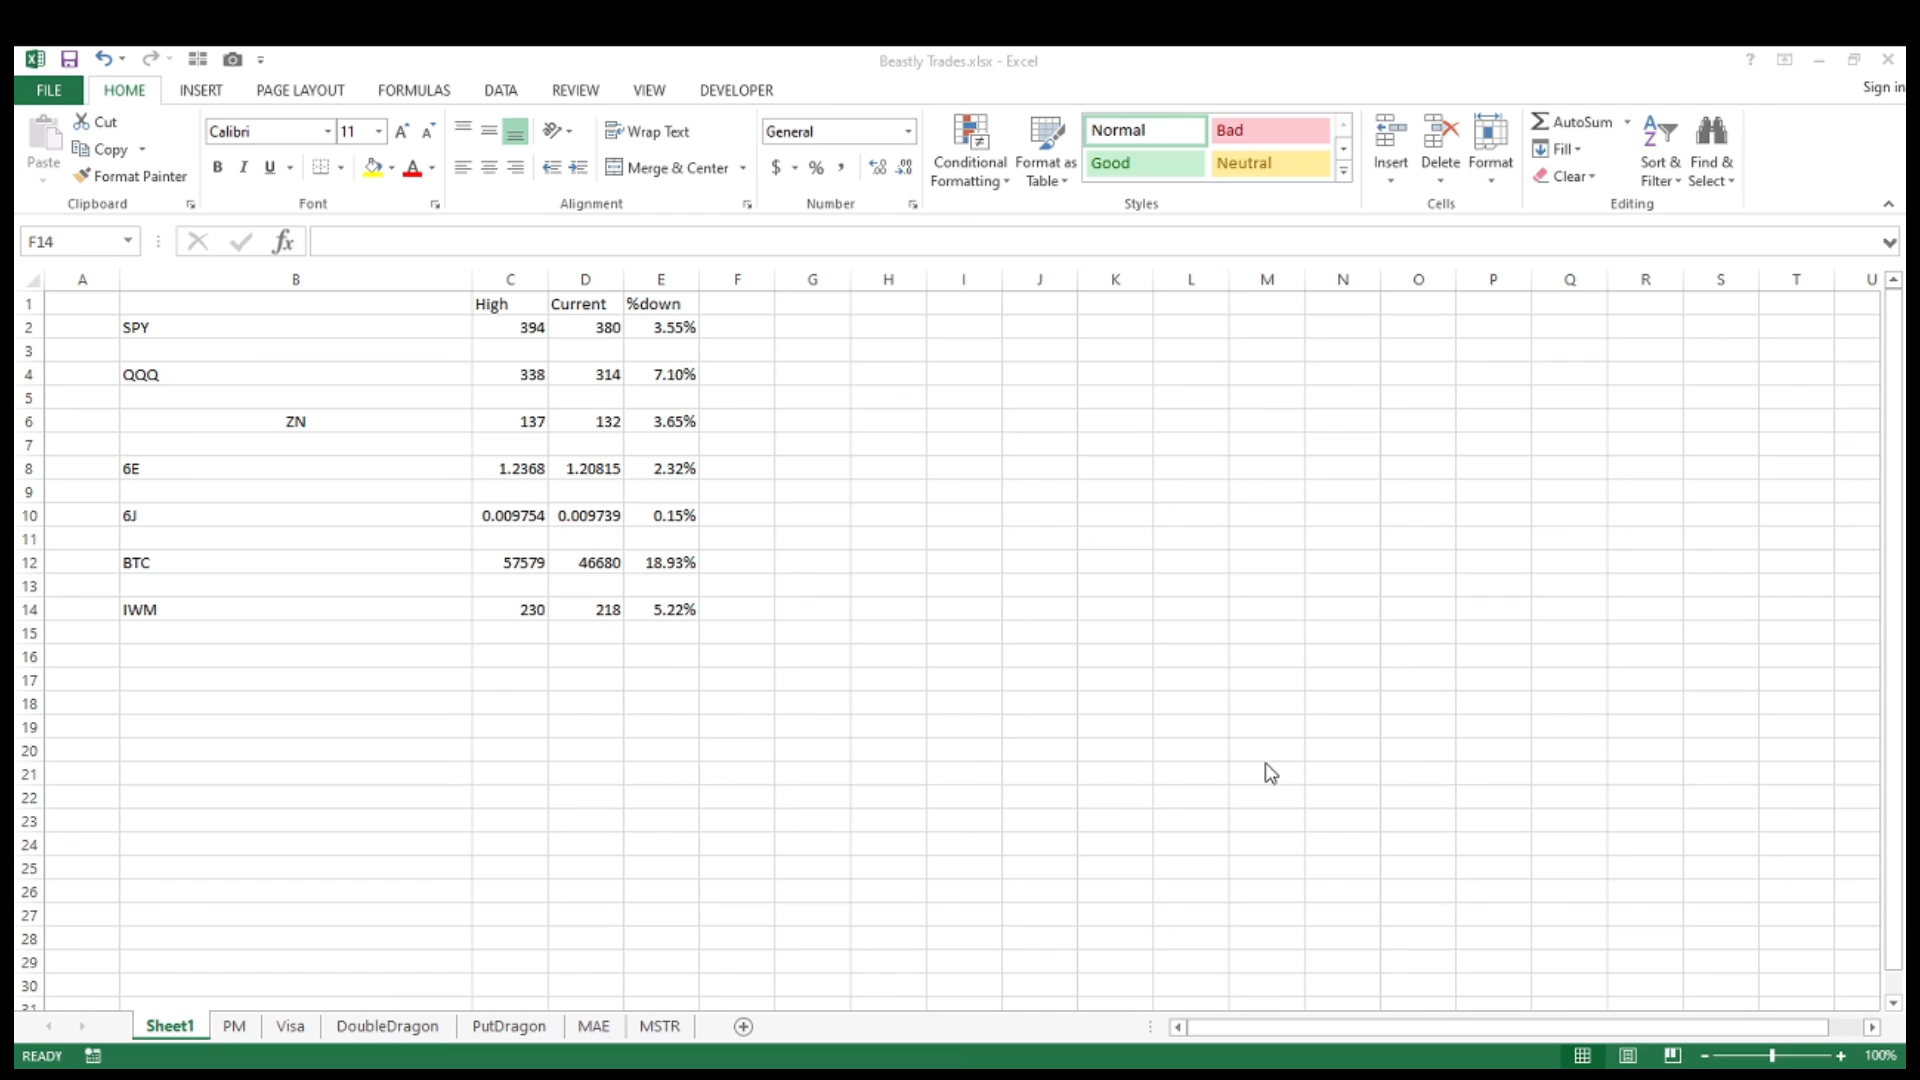 Beastly Trades.xlsx - Excel
?
FILE HOME INSERT PAGE LAYOUT FORMULAS DATA REVIEW VIEW DEVELOPER Sign in
Paste Cut Copy Format Painter Clipboard
Calibri 11 A A B I U A Font
Wrap Text Merge & Center Alignment
General $ % , Number
Conditional Formatting Format as Table
Normal Bad Good Neutral Styles
Insert Delete Format Cells
AutoSum Fill Clear Sort & Filter Find & Select Editing
F14 fx
A B C D E F G H I J K L M N O P Q R S T U
1 High Current %down
2 SPY 394 380 3.55%
3
4 QQQ 338 314 7.10%
5
6 ZN 137 132 3.65%
7
8 6E 1.2368 1.20815 2.32%
9
10 6J 0.009754 0.009739 0.15%
11
12 BTC 57579 46680 18.93%
13
14 IWM 230 218 5.22%
15
16
17
18
19
20
21
22
23
24
25
26
27
28
29
30
31
Sheet1 PM Visa DoubleDragon PutDragon MAE MSTR
READY 100%